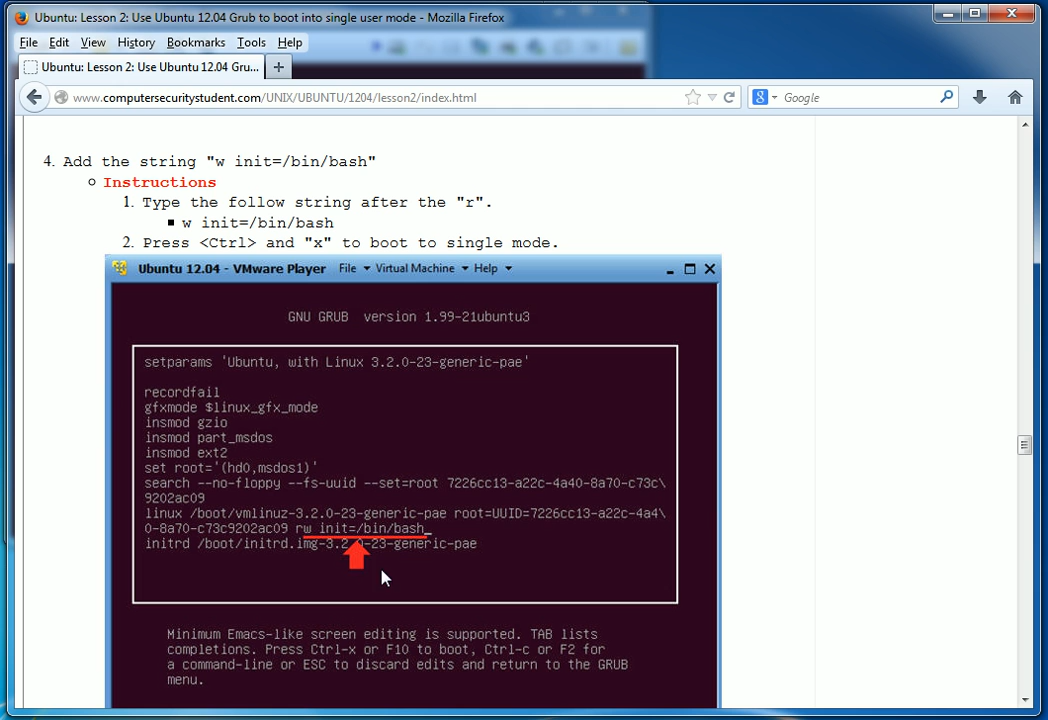 Ubuntu: Lesson 2: Use Ubuntu 12.04 Grub to boot into single user mode - Mozilla Firefox
File Edit View History Bookmarks Tools Help
Ubuntu: Lesson 2: Use Ubuntu 12.04 Gru... +
www.computersecuritystudent.com/UNIX/UBUNTU/1204/lesson2/index.html 8 Google
4. Add the string "w init=/bin/bash"
Instructions
1. Type the follow string after the "r".
w init=/bin/bash
2. Press <Ctrl> and "x" to boot to single mode.
Ubuntu 12.04 - VMware Player File Virtual Machine Help
GNU GRUB version 1.99-21ubuntu3
setparams 'Ubuntu, with Linux 3.2.0-23-generic-pae'
recordfail
gfxmode $linux_gfx_mode
insmod gzio
insmod part_msdos
insmod ext2
set root='(hd0,msdos1)'
search --no-floppy --fs-uuid --set=root 7226cc13-a22c-4a40-8a70-c73c\
9202ac09
linux /boot/vmlinuz-3.2.0-23-generic-pae root=UUID=7226cc13-a22c-4a4\
0-8a70-c73c9202ac09 rw init=/bin/bash_
initrd /boot/initrd.img-3.2.0-23-generic-pae
Minimum Emacs-like screen editing is supported. TAB lists
completions. Press Ctrl-x or F10 to boot, Ctrl-c or F2 for
a command-line or ESC to discard edits and return to the GRUB
menu.